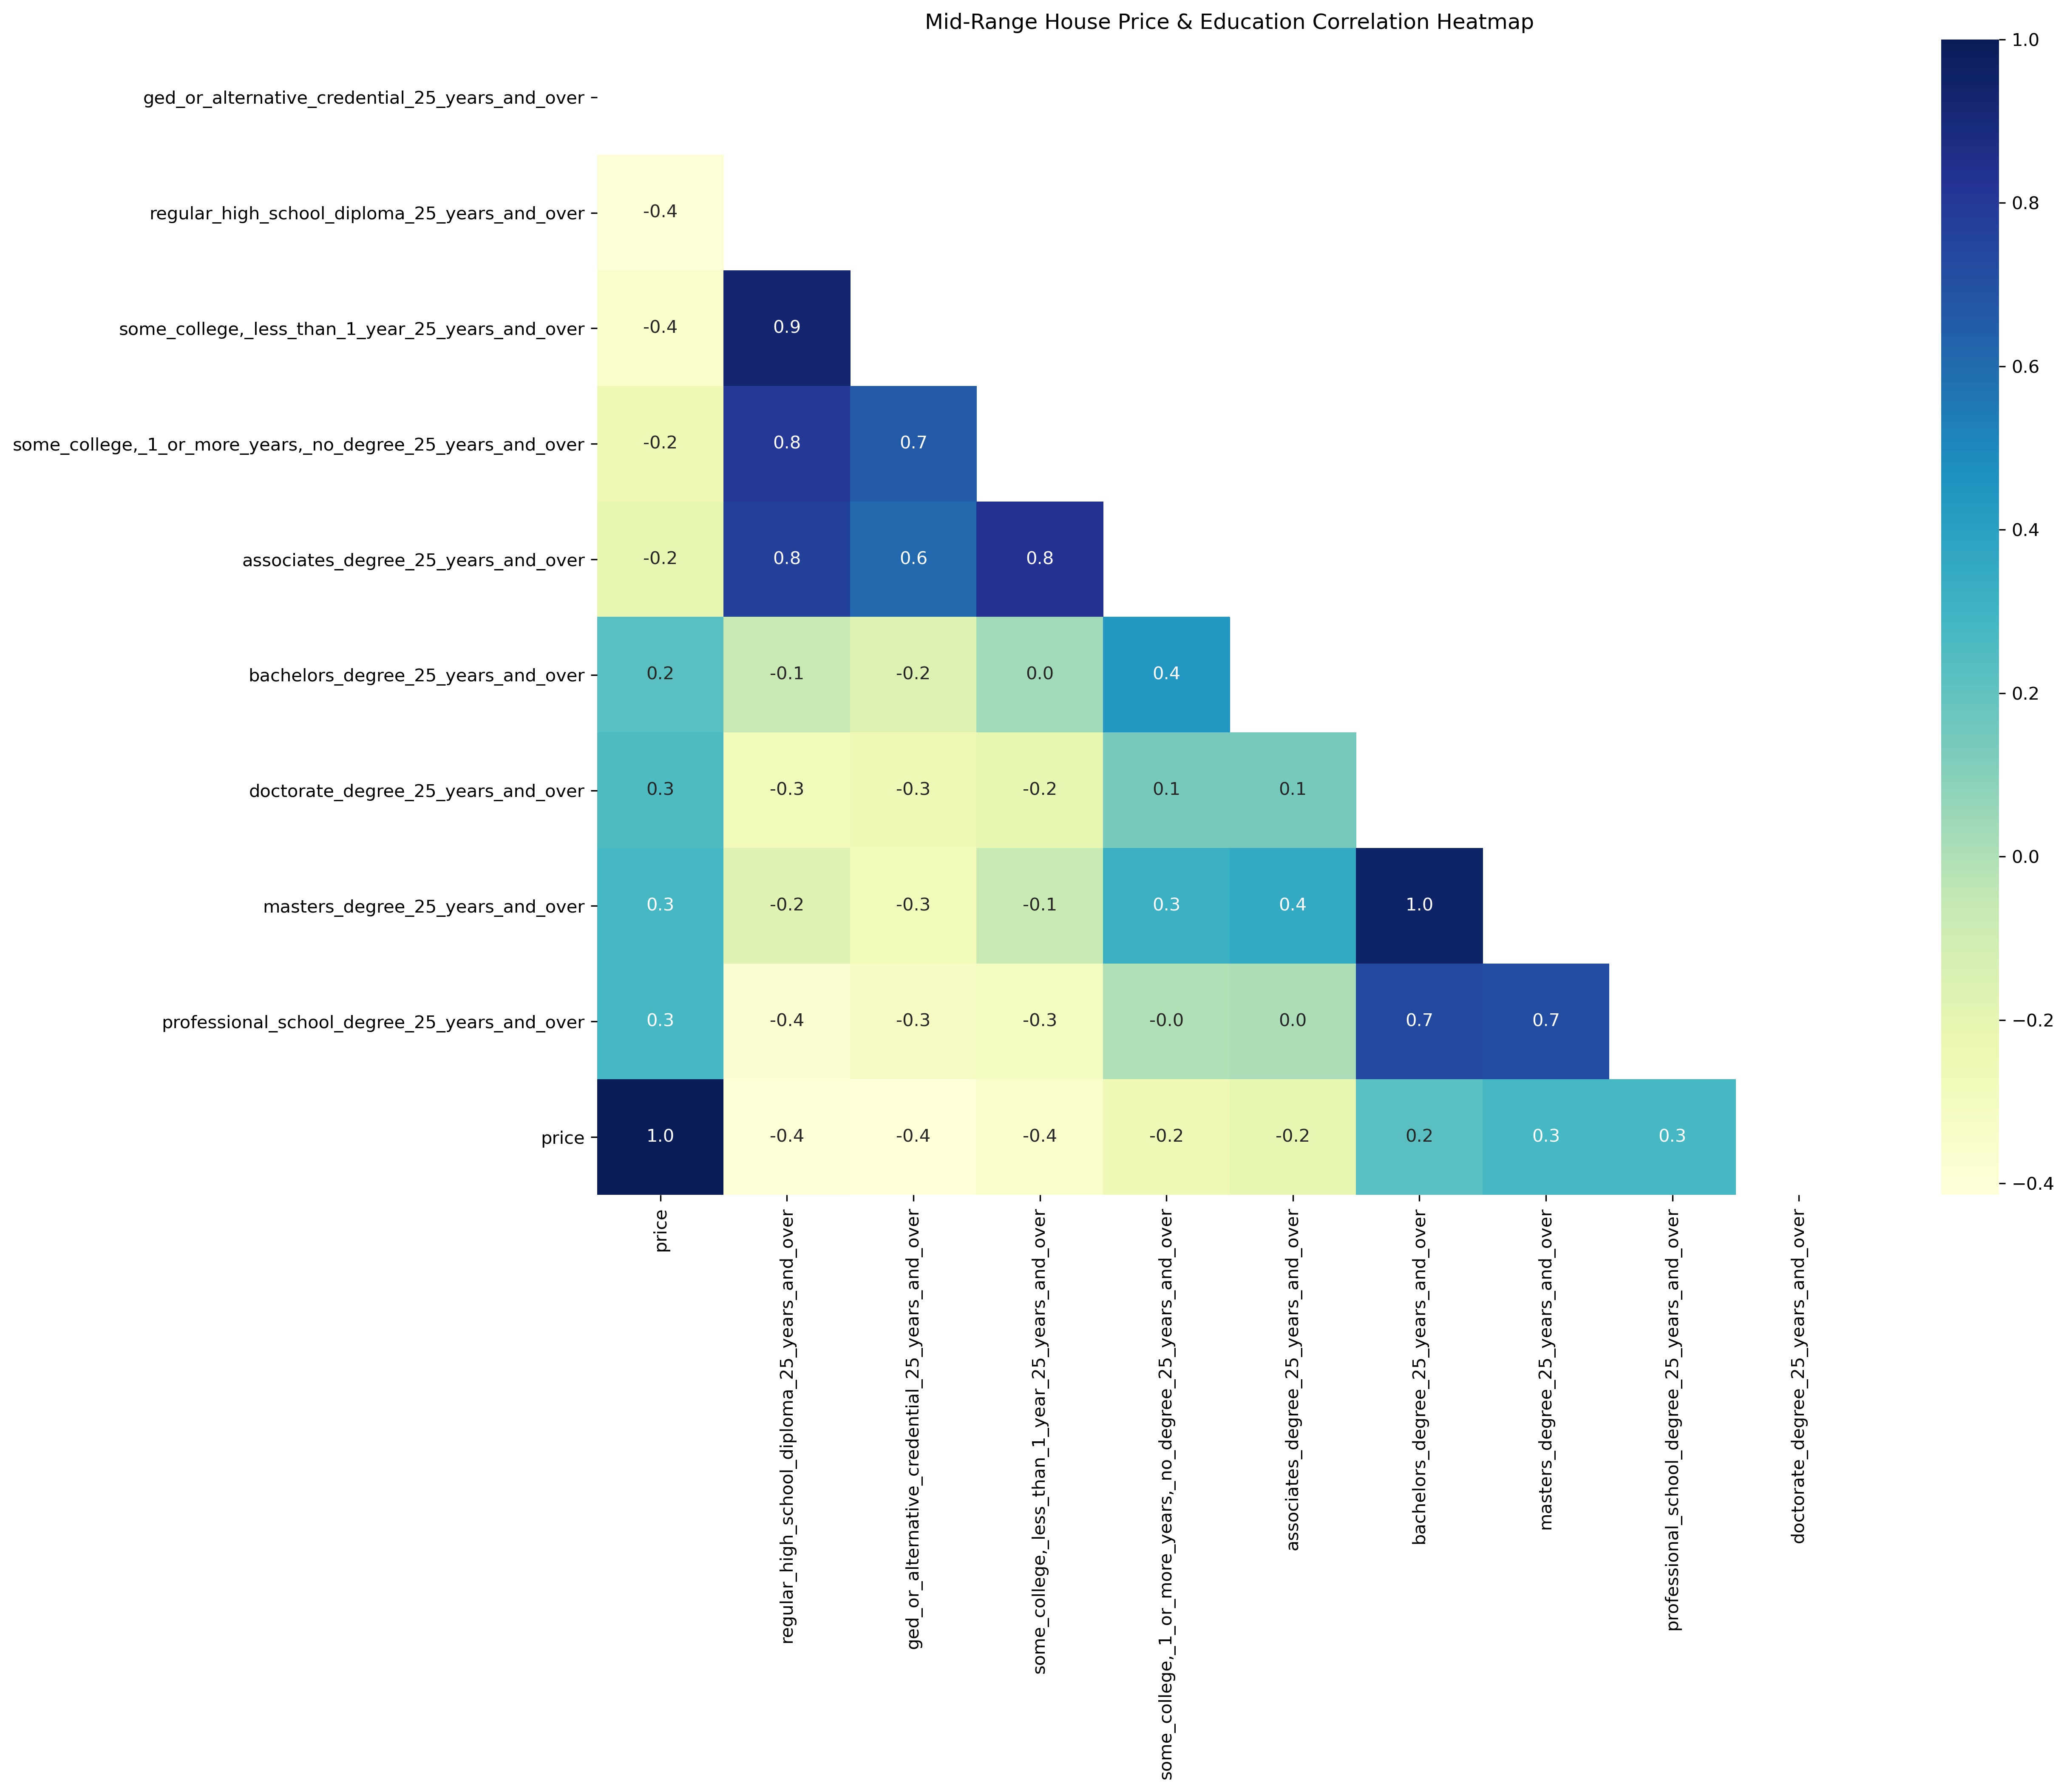 Mid-Range House Price & Education Correlation Heatmap
ged_or_alternative_credential_25_years_and_over
regular_high_school_diploma_25_years_and_over -0.4
some_college,_less_than_1_year_25_years_and_over -0.4 0.9
some_college,_1_or_more_years,_no_degree_25_years_and_over -0.2 0.8 0.7
associates_degree_25_years_and_over -0.2 0.8 0.6 0.8
bachelors_degree_25_years_and_over 0.2 -0.1 -0.2 0.0 0.4
doctorate_degree_25_years_and_over 0.3 -0.3 -0.3 -0.2 0.1 0.1
masters_degree_25_years_and_over 0.3 -0.2 -0.3 -0.1 0.3 0.4 1.0
professional_school_degree_25_years_and_over 0.3 -0.4 -0.3 -0.3 -0.0 0.0 0.7 0.7
price 1.0 -0.4 -0.4 -0.4 -0.2 -0.2 0.2 0.3 0.3
price
regular_high_school_diploma_25_years_and_over
ged_or_alternative_credential_25_years_and_over
some_college,_less_than_1_year_25_years_and_over
some_college,_1_or_more_years,_no_degree_25_years_and_over
associates_degree_25_years_and_over
bachelors_degree_25_years_and_over
masters_degree_25_years_and_over
professional_school_degree_25_years_and_over
doctorate_degree_25_years_and_over
1.0
0.8
0.6
0.4
0.2
0.0
−0.2
−0.4